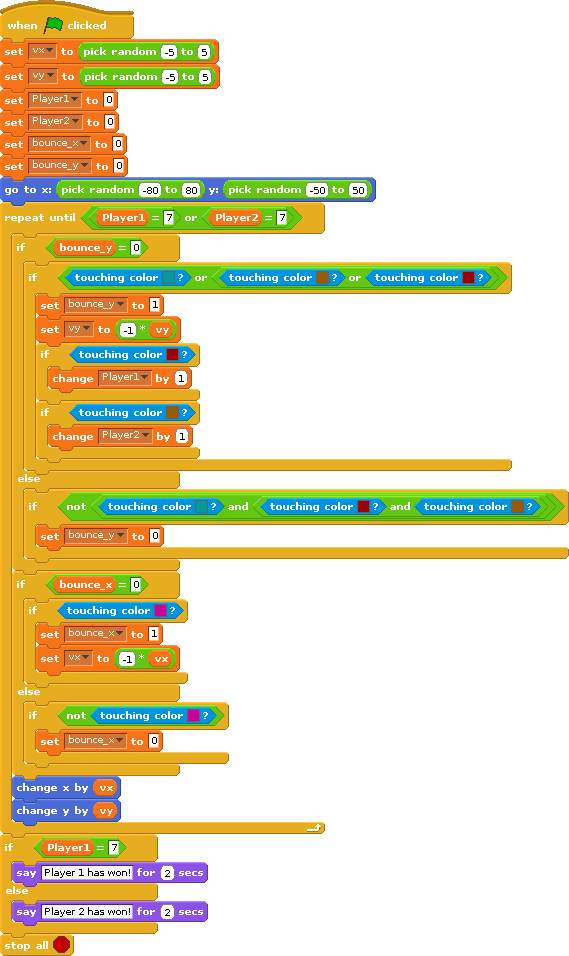 when clicked
set vx to pick random -5 to 5
set vy to pick random -5 to 5
set Player1 to 0
set Player2 to 0
set bounce_x to 0
set bounce_y to 0
go to x: pick random -80 to 80 y: pick random -50 to 50
repeat until Player1 = 7 or Player2 = 7
if bounce_y = 0
if touching color ? or touching color ? or touching color ?
set bounce_y to 1
set vy to -1 * vy
if touching color ?
change Player1 by 1
if touching color ?
change Player2 by 1
else
if not touching color ? and touching color ? and touching color ?
set bounce_y to 0
if bounce_x = 0
if touching color ?
set bounce_x to 1
set vx to -1 * vx
else
if not touching color ?
set bounce_x to 0
change x by vx
change y by vy
if Player1 = 7
say Player 1 has won! for 2 secs
else
say Player 2 has won! for 2 secs
stop all